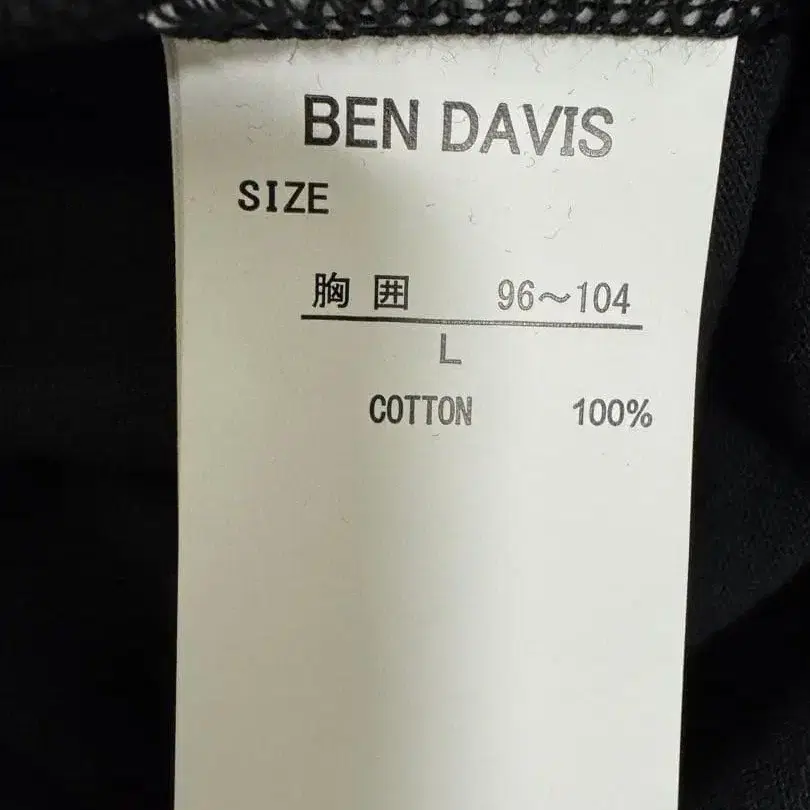 BEN DAVIS
SIZE
胸囲 96～104
L
COTTON 100%